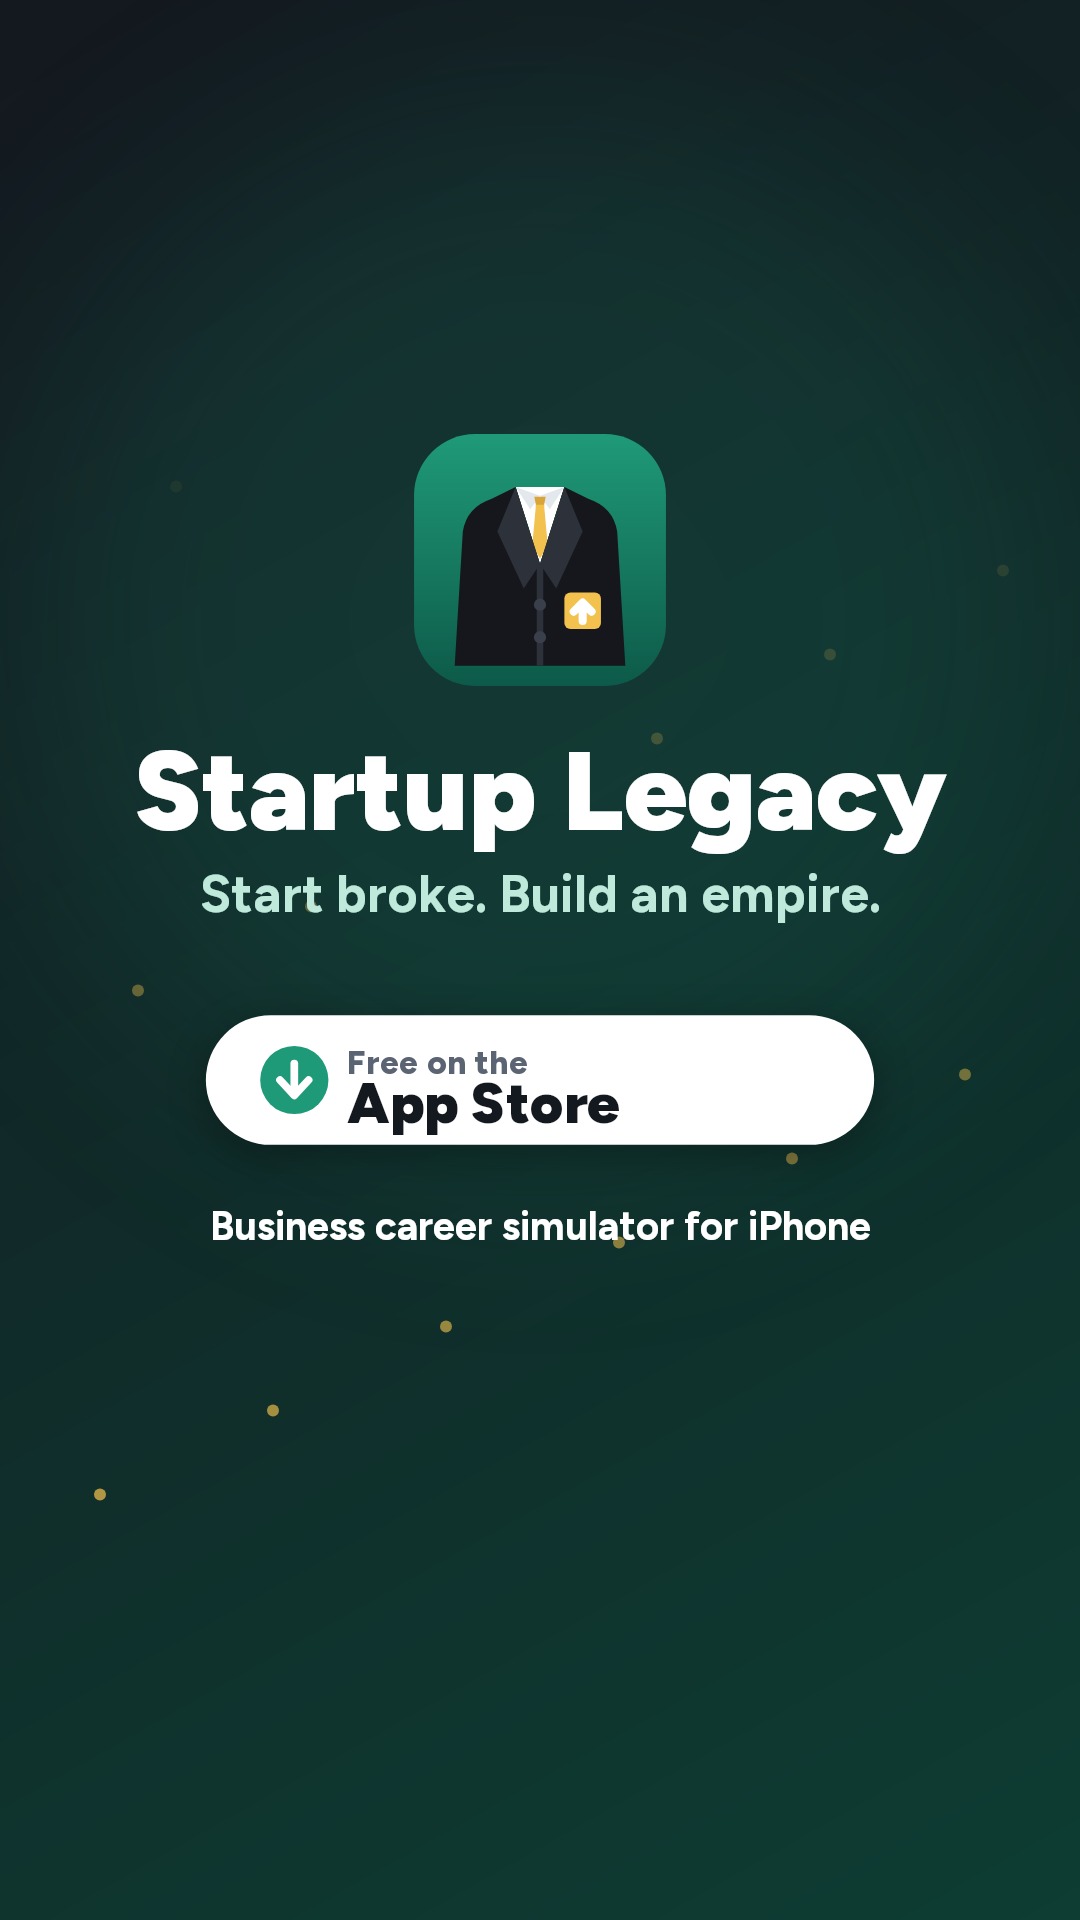 Startup Legacy
Start broke. Build an empire.
Free on the
App Store
Business career simulator for iPhone